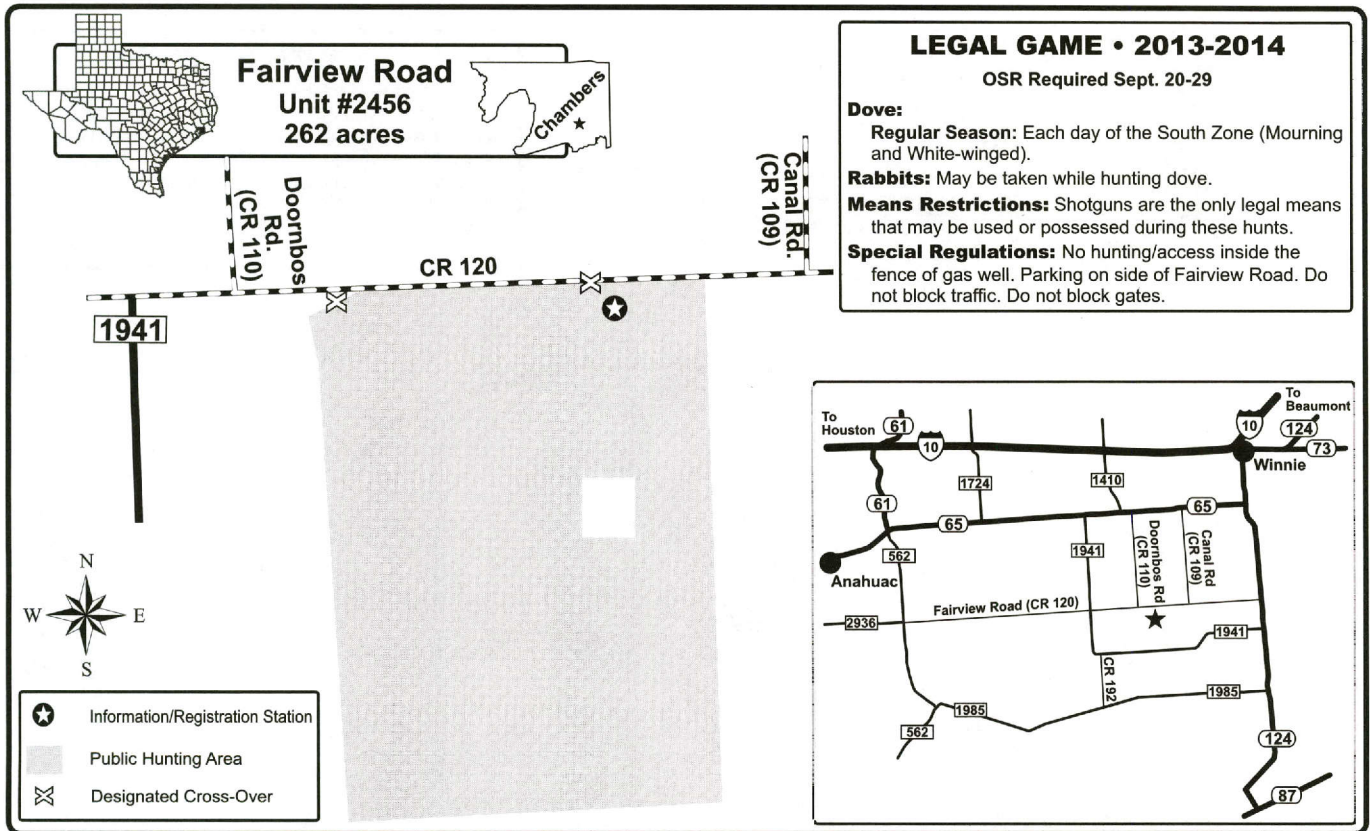 Fairview Road
Unit #2456
262 acres
Chambers
LEGAL GAME • 2013-2014
OSR Required Sept. 20-29
Dove:
Regular Season: Each day of the South Zone (Mourning
and White-winged).
Rabbits: May be taken while hunting dove.
Means Restrictions: Shotguns are the only legal means
that may be used or possessed during these hunts.
Special Regulations: No hunting/access inside the
fence of gas well. Parking on side of Fairview Road. Do
not block traffic. Do not block gates.
Doornbos
Rd.
(CR 110)
Canal Rd.
(CR 109)
CR 120
1941
N
W
E
S
Information/Registration Station
Public Hunting Area
Designated Cross-Over
To
Houston
61
10
To
Beaumont
10
124
73
Winnie
1724
1410
61
65
65
562
1941
Doornbos Rd
(CR 110)
Canal Rd
(CR 109)
Anahuac
Fairview Road (CR 120)
2936
1941
CR 192
1985
1985
562
124
87